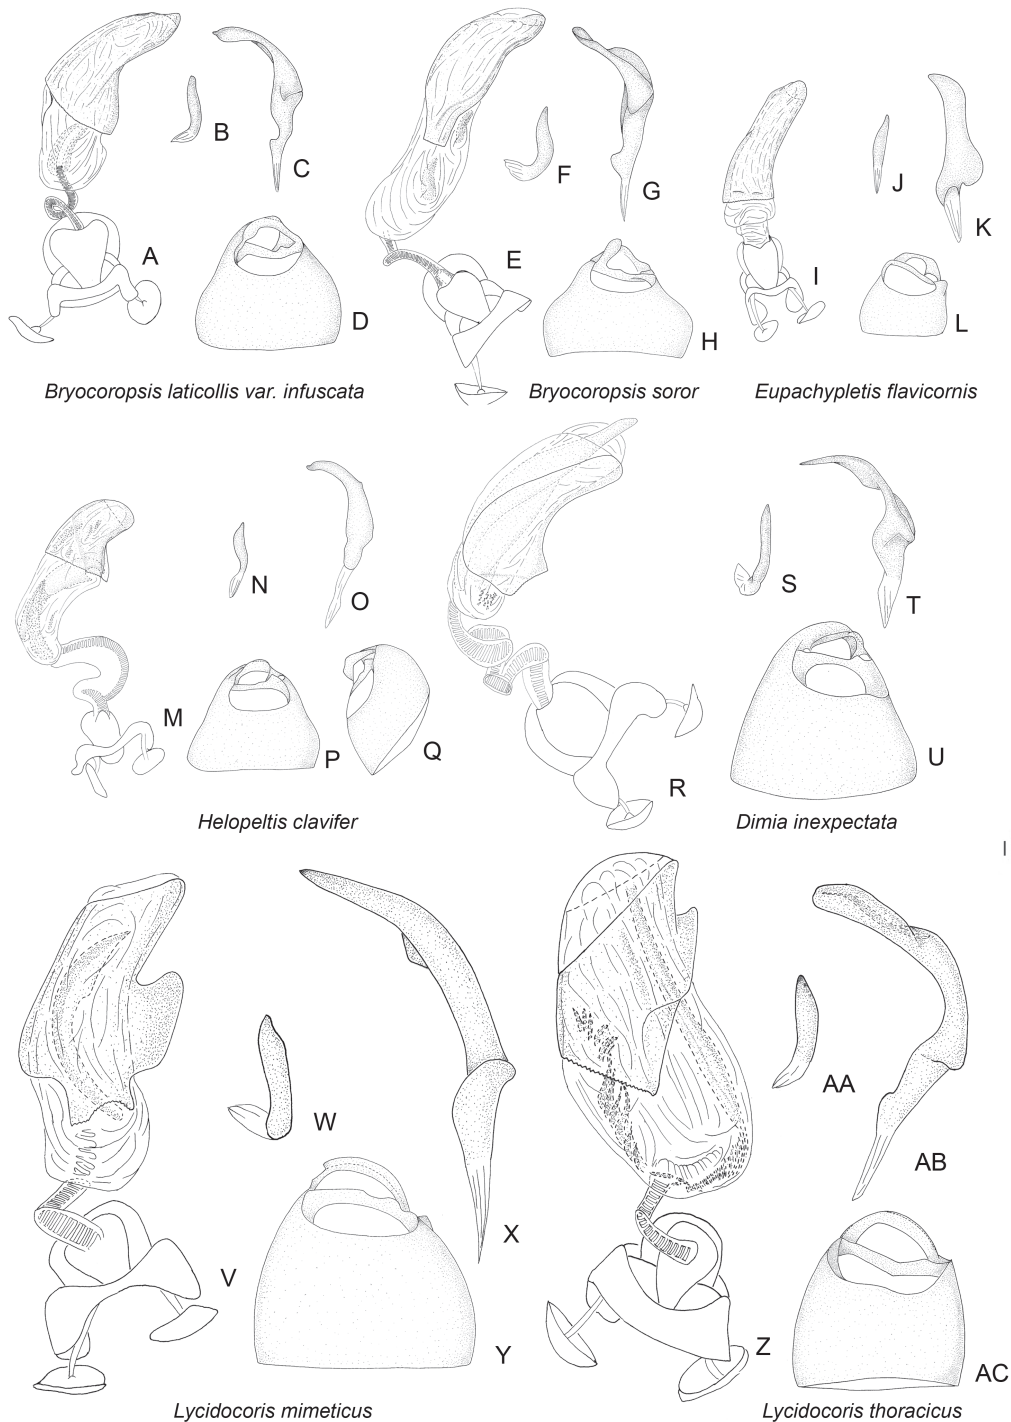 A
B
C
D
E
F
G
H
I
J
K
L
Bryocoropsis laticollis var. infuscata
Bryocoropsis soror
Eupachypletis flavicornis
M
N
O
P
Q
R
S
T
U
Helopeltis clavifer
Dimia inexpectata
V
W
X
Y
Z
AA
AB
AC
Lycidocoris mimeticus
Lycidocoris thoracicus